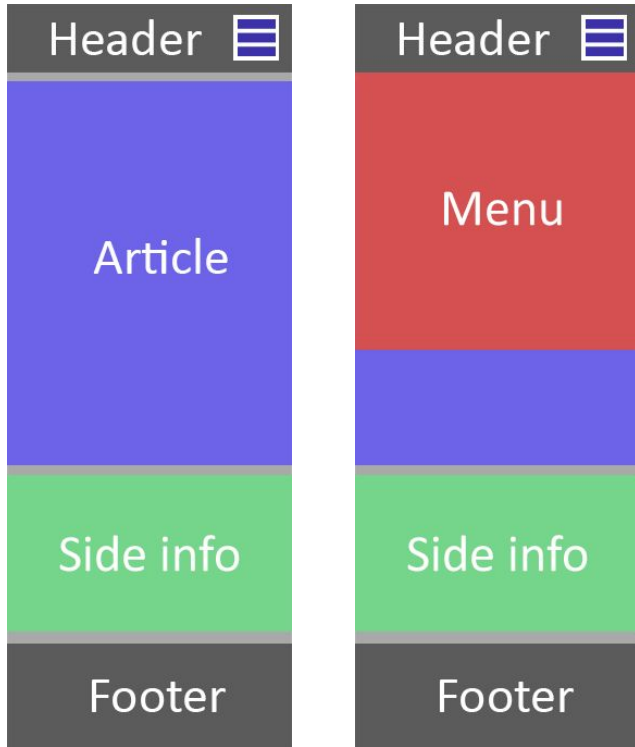 Header
Article
Side info
Footer
Header
Menu
Side info
Footer